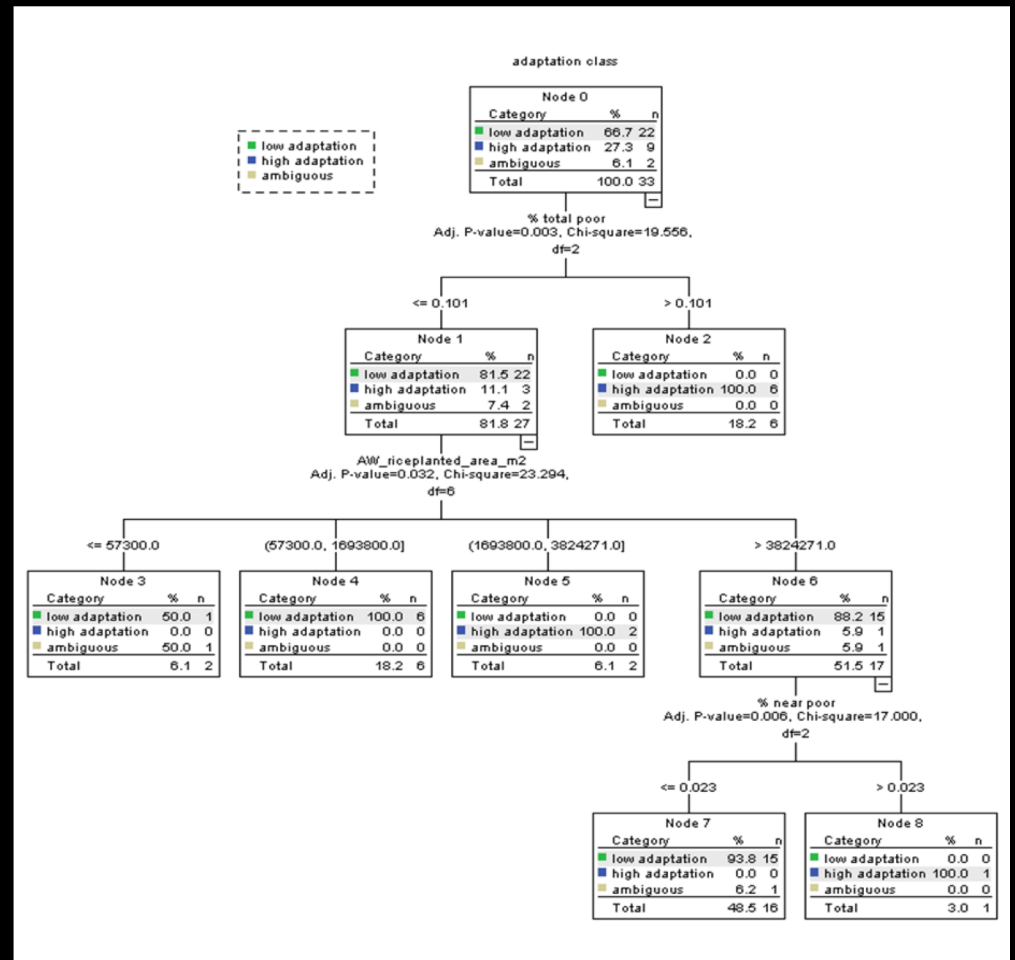 adaptation class
low adaptation
high adaptation
ambiguous
Node 0
Category % n
low adaptation 66.7 22
high adaptation 27.3 9
ambiguous 6.1 2
Total 100.0 33
% total poor
Adj. P-value=0.003, Chi-square=19.556,
df=2
<= 0.101
> 0.101
Node 1
Category % n
low adaptation 81.5 22
high adaptation 11.1 3
ambiguous 7.4 2
Total 81.8 27
Node 2
Category % n
low adaptation 0.0 0
high adaptation 100.0 6
ambiguous 0.0 0
Total 18.2 6
AW_riceplanted_area_m2
Adj. P-value=0.032, Chi-square=23.294,
df=6
<= 57300.0
(57300.0, 1693800.0]
(1693800.0, 3824271.0]
> 3824271.0
Node 3
Category % n
low adaptation 50.0 1
high adaptation 0.0 0
ambiguous 50.0 1
Total 6.1 2
Node 4
Category % n
low adaptation 100.0 6
high adaptation 0.0 0
ambiguous 0.0 0
Total 18.2 6
Node 5
Category % n
low adaptation 0.0 0
high adaptation 100.0 2
ambiguous 0.0 0
Total 6.1 2
Node 6
Category % n
low adaptation 88.2 15
high adaptation 5.9 1
ambiguous 5.9 1
Total 51.5 17
% near poor
Adj. P-value=0.006, Chi-square=17.000,
df=2
<= 0.023
> 0.023
Node 7
Category % n
low adaptation 93.8 15
high adaptation 0.0 0
ambiguous 6.2 1
Total 48.5 16
Node 8
Category % n
low adaptation 0.0 0
high adaptation 100.0 1
ambiguous 0.0 0
Total 3.0 1